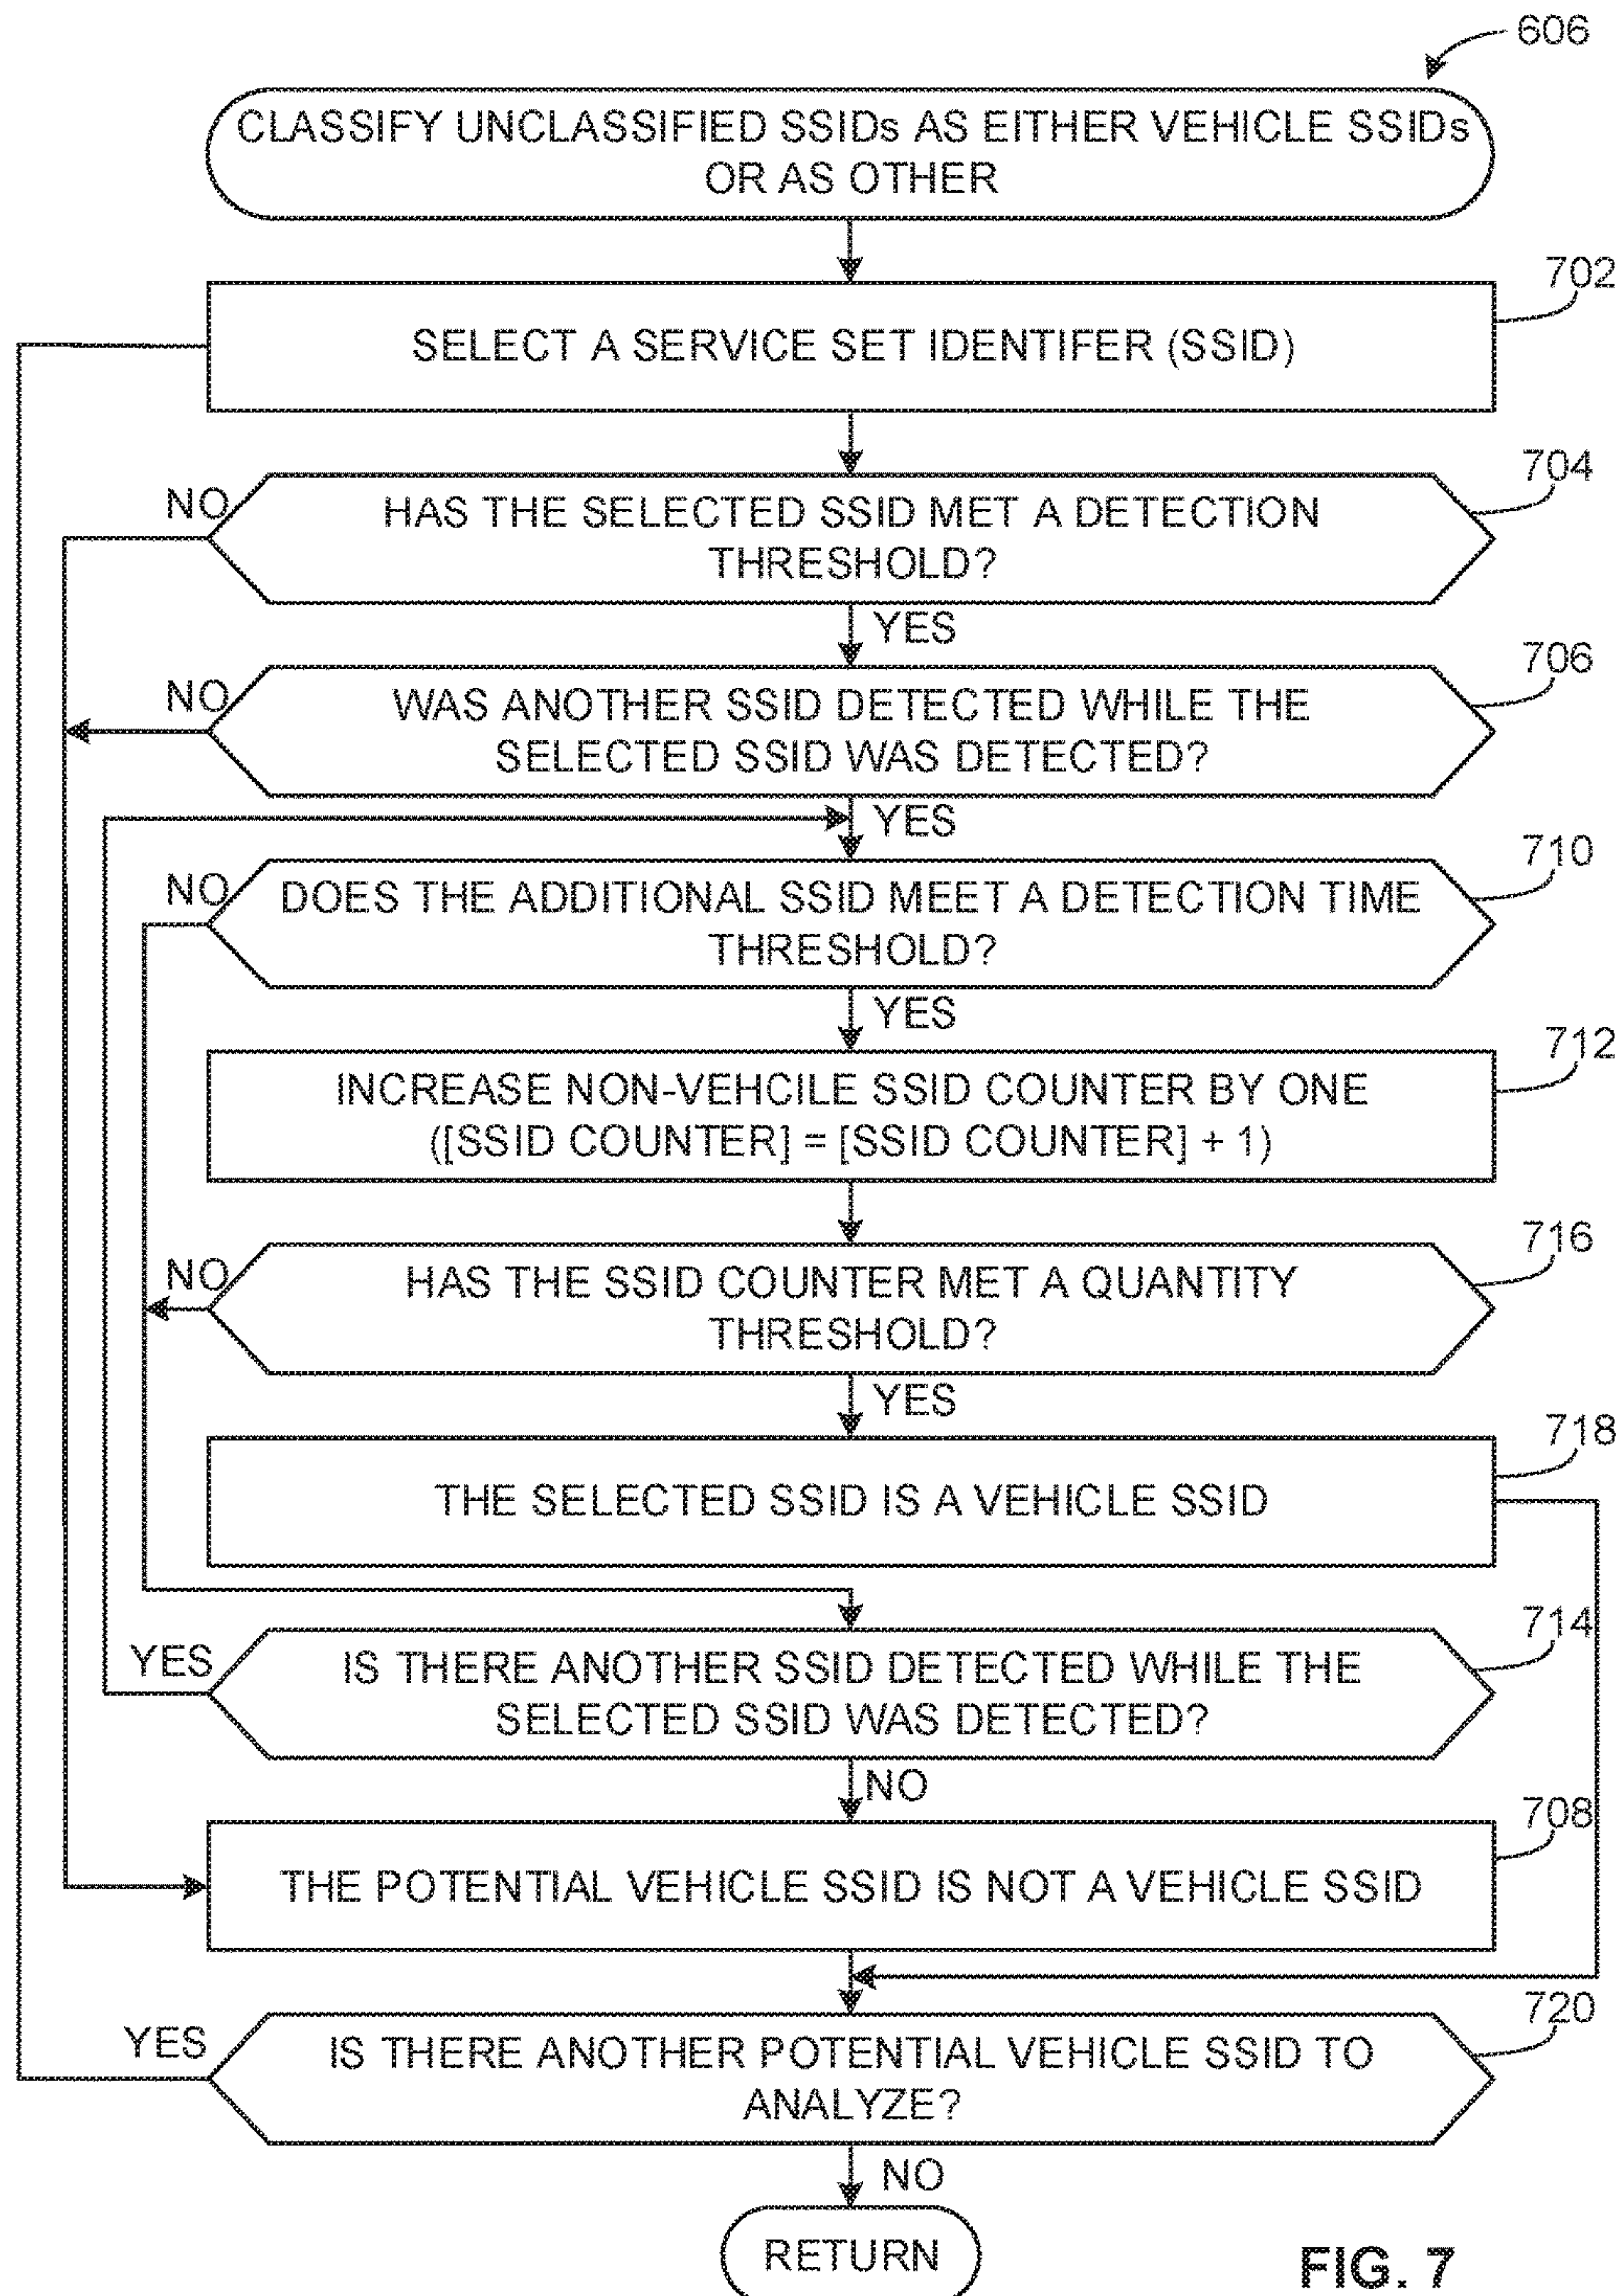 606
CLASSIFY UNCLASSIFIED SSIDs AS EITHER VEHICLE SSIDs
OR AS OTHER
702
SELECT A SERVICE SET IDENTIFER (SSID)
704
NO
HAS THE SELECTED SSID MET A DETECTION
THRESHOLD?
YES
706
NO
WAS ANOTHER SSID DETECTED WHILE THE
SELECTED SSID WAS DETECTED?
YES
710
NO
DOES THE ADDITIONAL SSID MEET A DETECTION TIME
THRESHOLD?
YES
712
INCREASE NON-VEHCILE SSID COUNTER BY ONE
([SSID COUNTER] = [SSID COUNTER] + 1)
716
NO
HAS THE SSID COUNTER MET A QUANTITY
THRESHOLD?
YES
718
THE SELECTED SSID IS A VEHICLE SSID
714
YES
IS THERE ANOTHER SSID DETECTED WHILE THE
SELECTED SSID WAS DETECTED?
NO
708
THE POTENTIAL VEHICLE SSID IS NOT A VEHICLE SSID
720
YES
IS THERE ANOTHER POTENTIAL VEHICLE SSID TO
ANALYZE?
NO
RETURN
FIG. 7